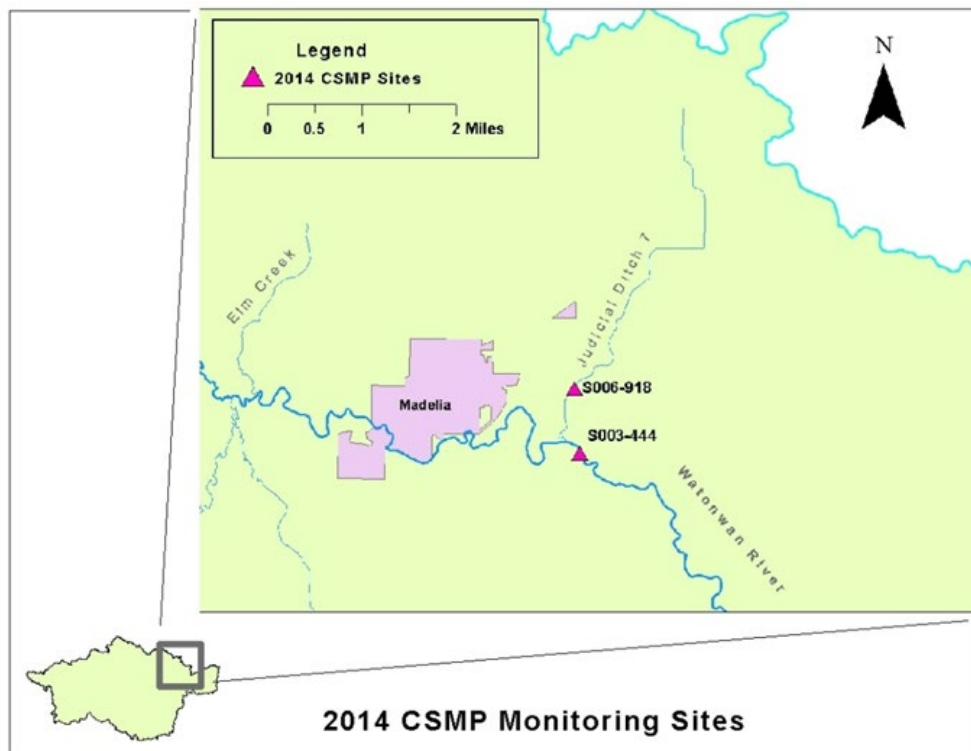 Legend
2014 CSMP Sites
0 0.5 1 2 Miles
N
Elm Creek
Judicial Ditch 7
Madelia
S006-918
S003-444
Watonwan River
2014 CSMP Monitoring Sites